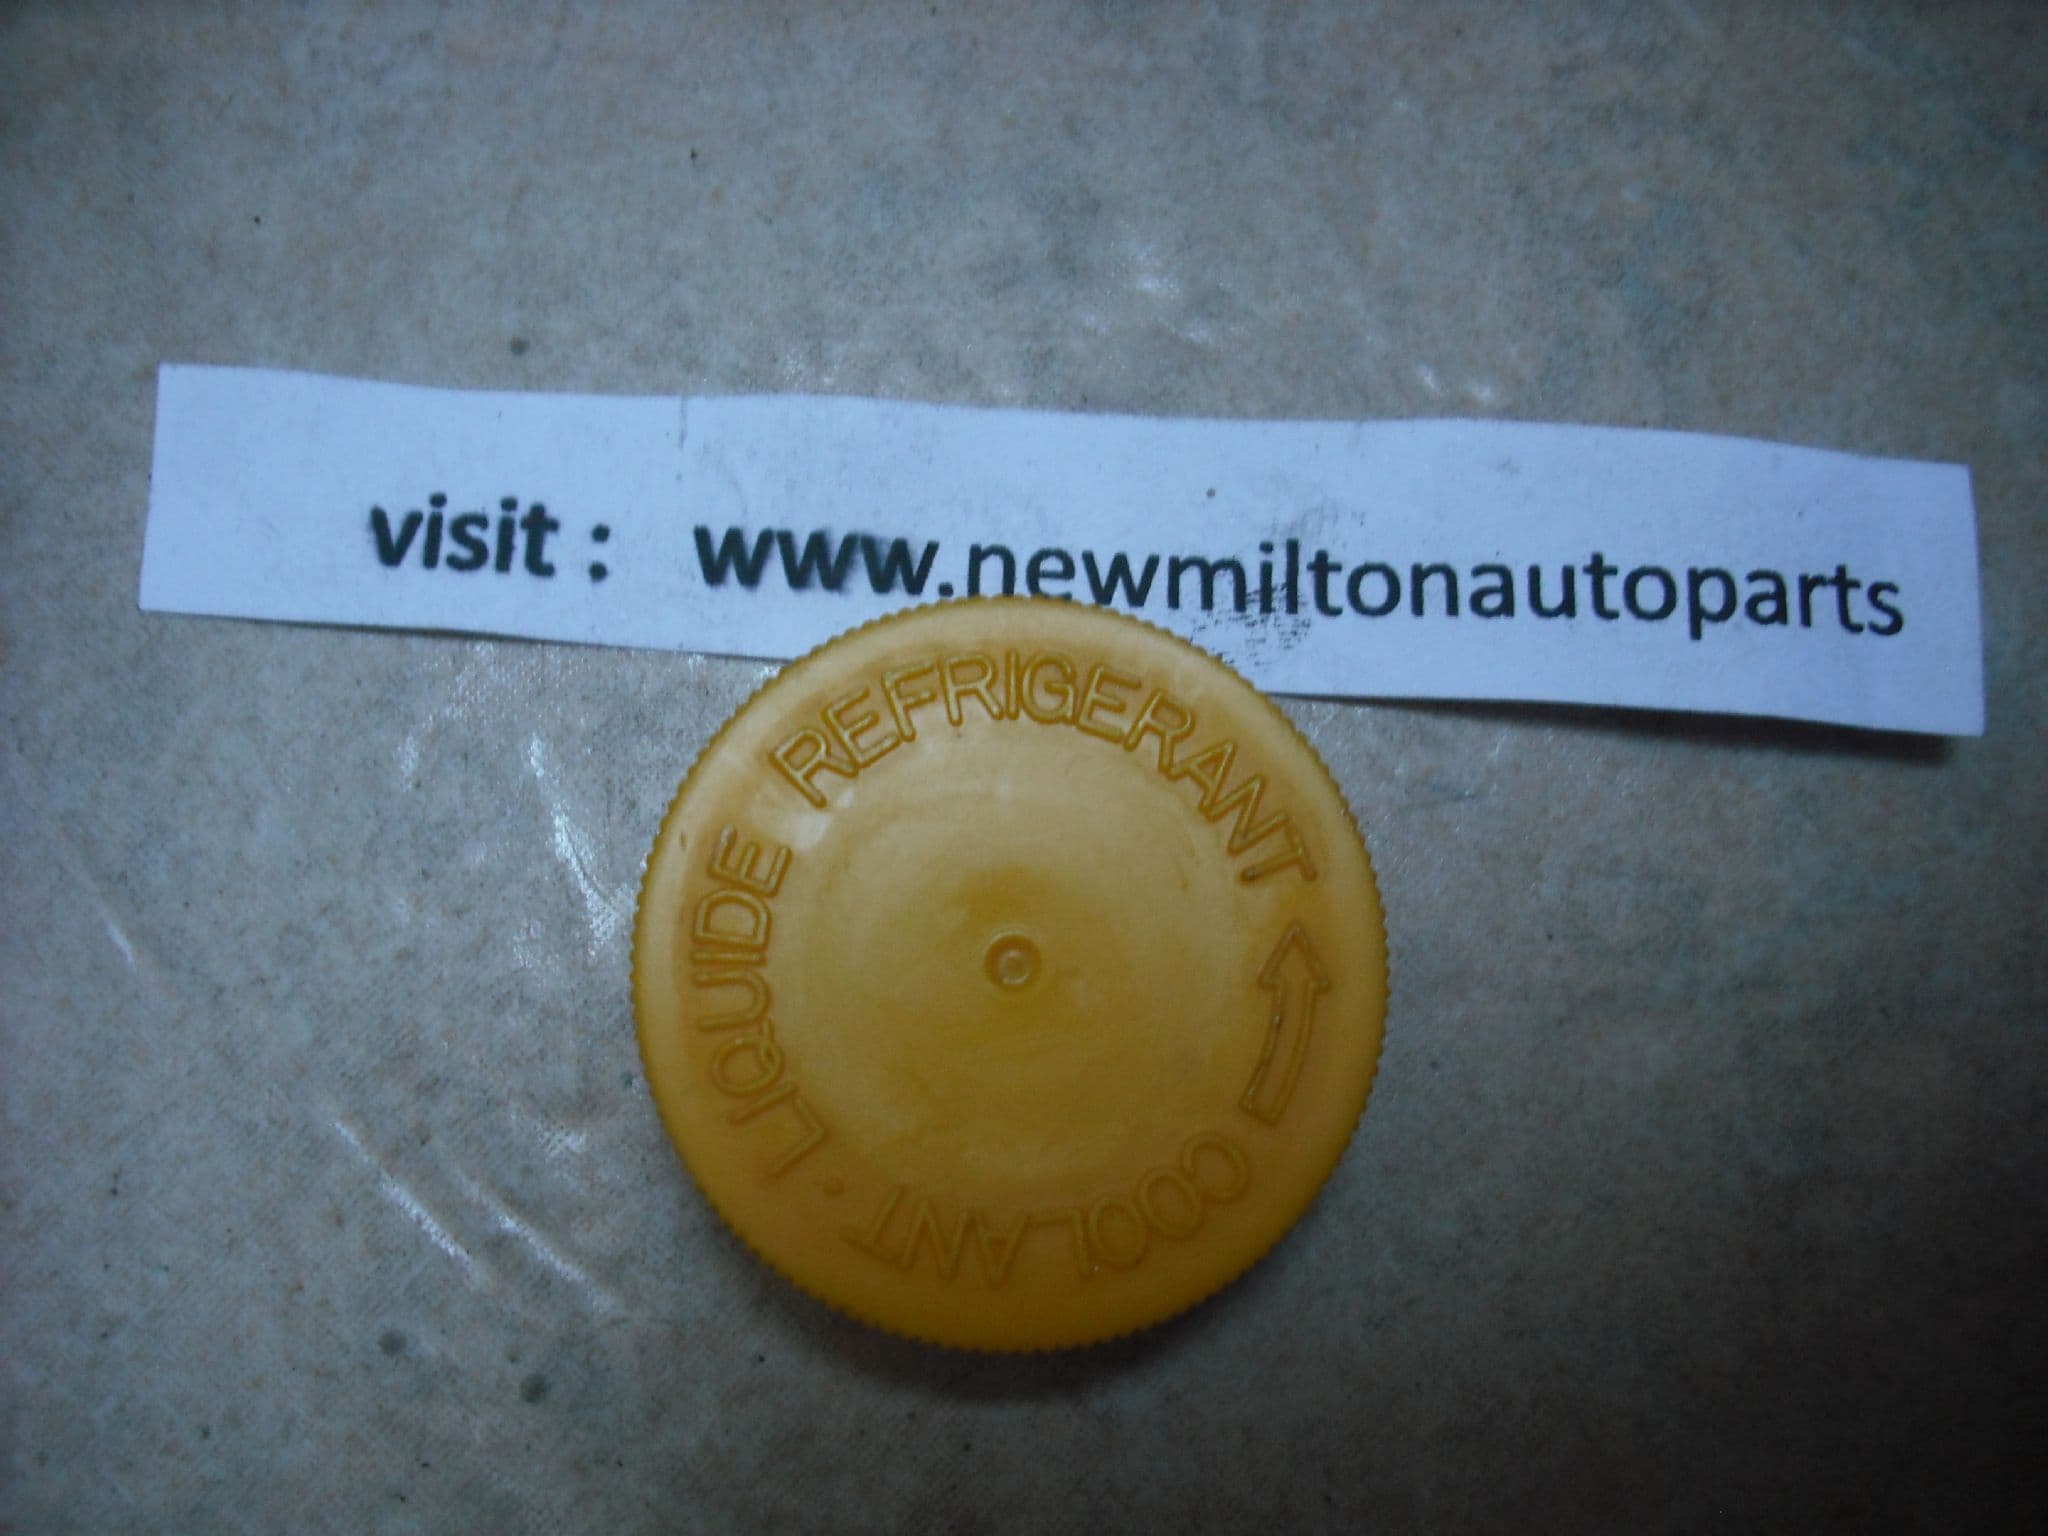 visit : www.newmiltonautoparts
LIQUIDE REFRIGERANT
COOLANT ·